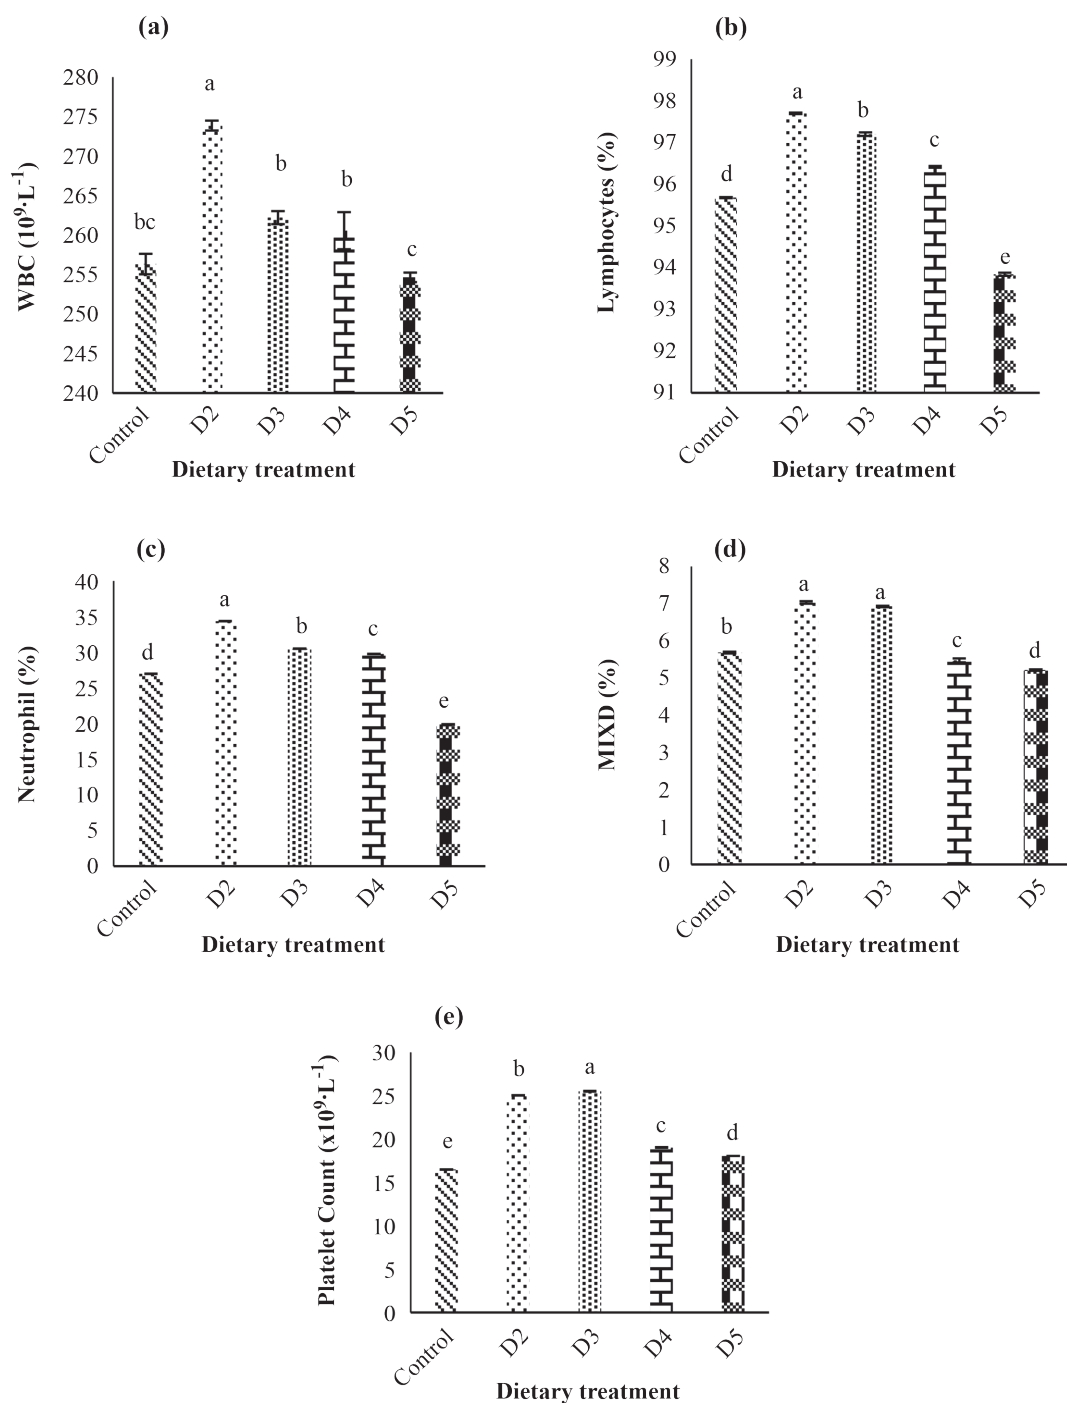 (a)
WBC (10⁹·L⁻¹)
280
275
270
265
260
255
250
245
240
bc
a
b
b
c
Control
D2
D3
D4
D5
Dietary treatment
(b)
Lymphocytes (%)
99
98
97
96
95
94
93
92
91
d
a
b
c
e
Control
D2
D3
D4
D5
Dietary treatment
(c)
Neutrophil (%)
40
35
30
25
20
15
10
5
0
d
a
b
c
e
Control
D2
D3
D4
D5
Dietary treatment
(d)
MIXD (%)
8
7
6
5
4
3
2
1
0
b
a
a
c
d
Control
D2
D3
D4
D5
Dietary treatment
(e)
Platelet Count (x10⁹·L⁻¹)
30
25
20
15
10
5
0
e
b
a
c
d
Control
D2
D3
D4
D5
Dietary treatment